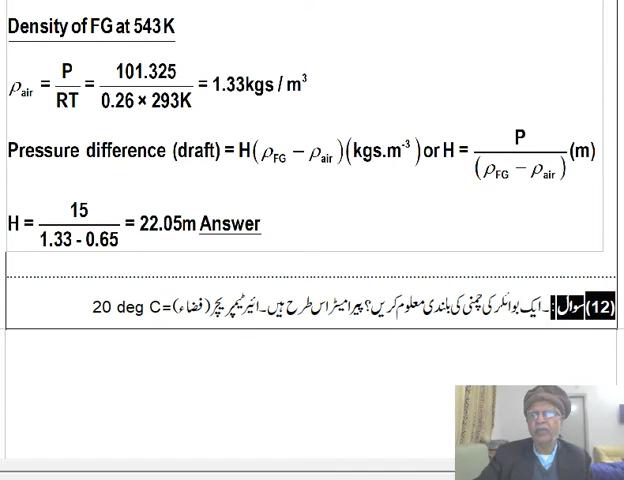 Density of FG at 543K
ρair = P/RT = 101.325/0.26 × 293K = 1.33kgs / m³
Pressure difference (draft) = H(ρFG − ρair)(kgs.m⁻³) or H = P/(ρFG − ρair) (m)
H = 15/1.33 - 0.65 = 22.05m Answer
(12) سوال: ۔ایک بوائلر کی چمنی کی بلندی معلوم کریں؟ پیرامیٹر اس طرح ہیں۔ ائیر ٹیمپریچر (فضاء)= 20 deg C